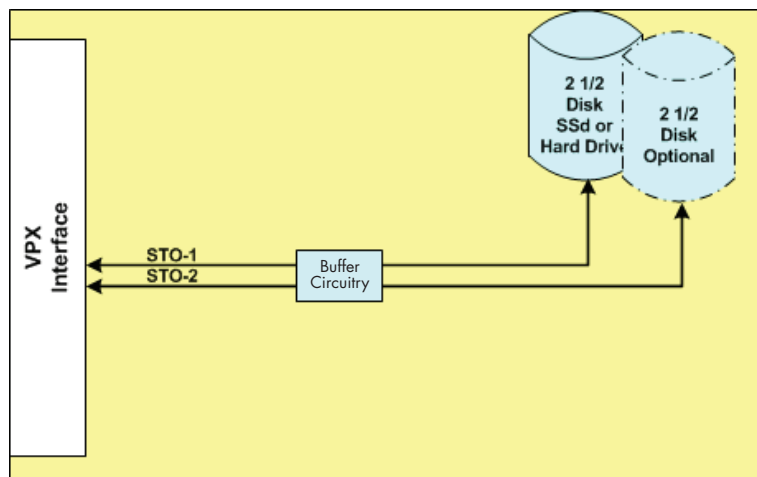 2 1/2
Disk
SSd or
Hard Drive
2 1/2
Disk
Optional
VPX
Interface
STO-1
STO-2
Buffer
Circuitry